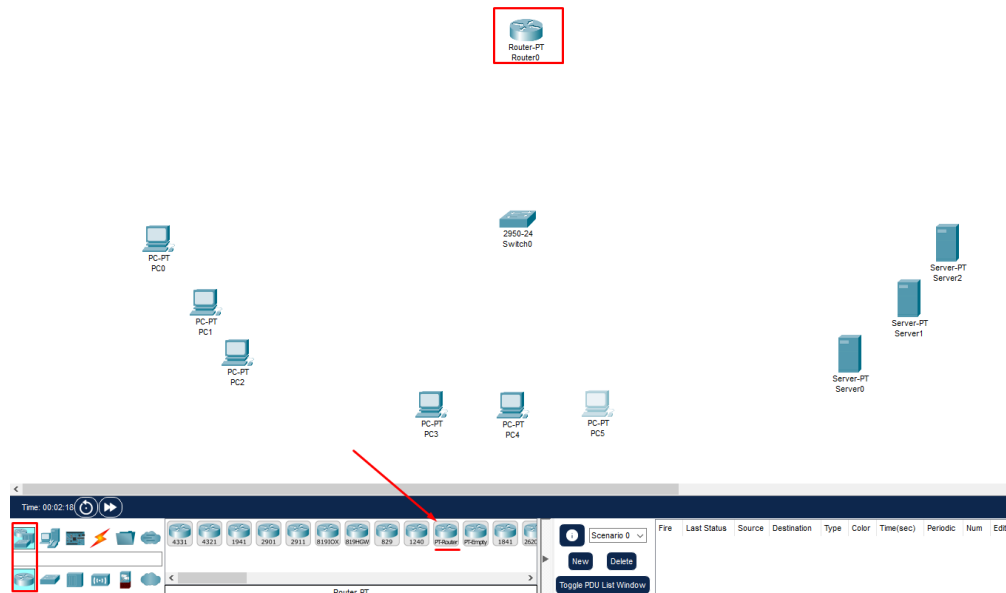 Router-PT
Router0
2950-24
Switch0
PC-PT
PC0
Server-PT
Server2
PC-PT
PC1
Server-PT
Server1
PC-PT
PC2
Server-PT
Server0
PC-PT
PC3
PC-PT
PC4
PC-PT
PC5
Time: 00:02:18
4331 4321 1941 2901 2911 819IOX 819HGW 829 1240 PT-Router PT-Empty 1841 2620
Router-PT
Scenario 0
New Delete
Toggle PDU List Window
Fire Last Status Source Destination Type Color Time(sec) Periodic Num Edit